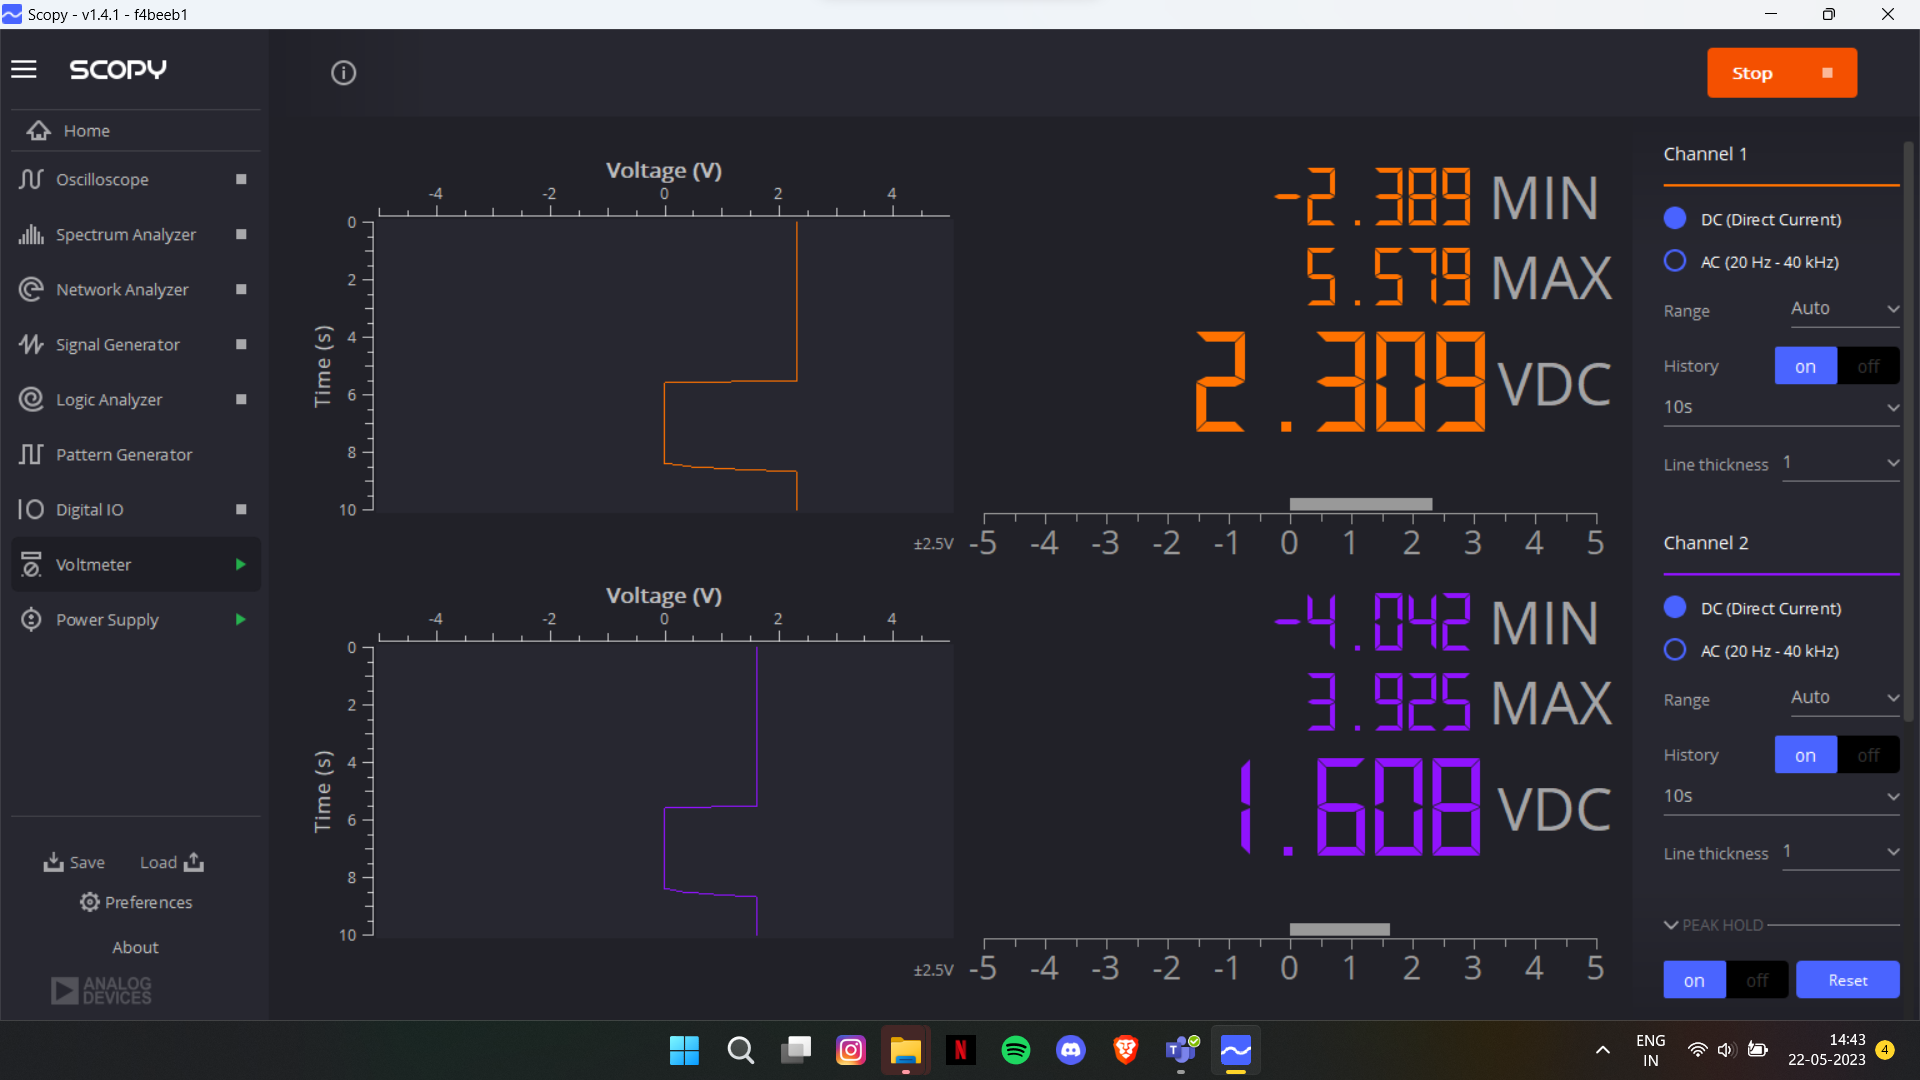 Scopy - v1.4.1 - f4beeb1
SCOPY
Stop
Home
Oscilloscope
Spectrum Analyzer
Network Analyzer
Signal Generator
Logic Analyzer
Pattern Generator
Digital IO
Voltmeter
Power Supply
Save Load
Preferences
About
ANALOG
DEVICES
Voltage (V)
-4 -2 0 2 4
Time (s)
0
2
4
6
8
10
-2.389 MIN
5.579 MAX
2.309 VDC
±2.5V
-5 -4 -3 -2 -1 0 1 2 3 4 5
Voltage (V)
-4 -2 0 2 4
Time (s)
0
2
4
6
8
10
-4.042 MIN
3.925 MAX
1.608 VDC
±2.5V
-5 -4 -3 -2 -1 0 1 2 3 4 5
Channel 1
DC (Direct Current)
AC (20 Hz - 40 kHz)
Range Auto
History on off
10s
Line thickness 1
Channel 2
DC (Direct Current)
AC (20 Hz - 40 kHz)
Range Auto
History on off
10s
Line thickness 1
PEAK HOLD
on off Reset
ENG
IN
14:43
22-05-2023
4